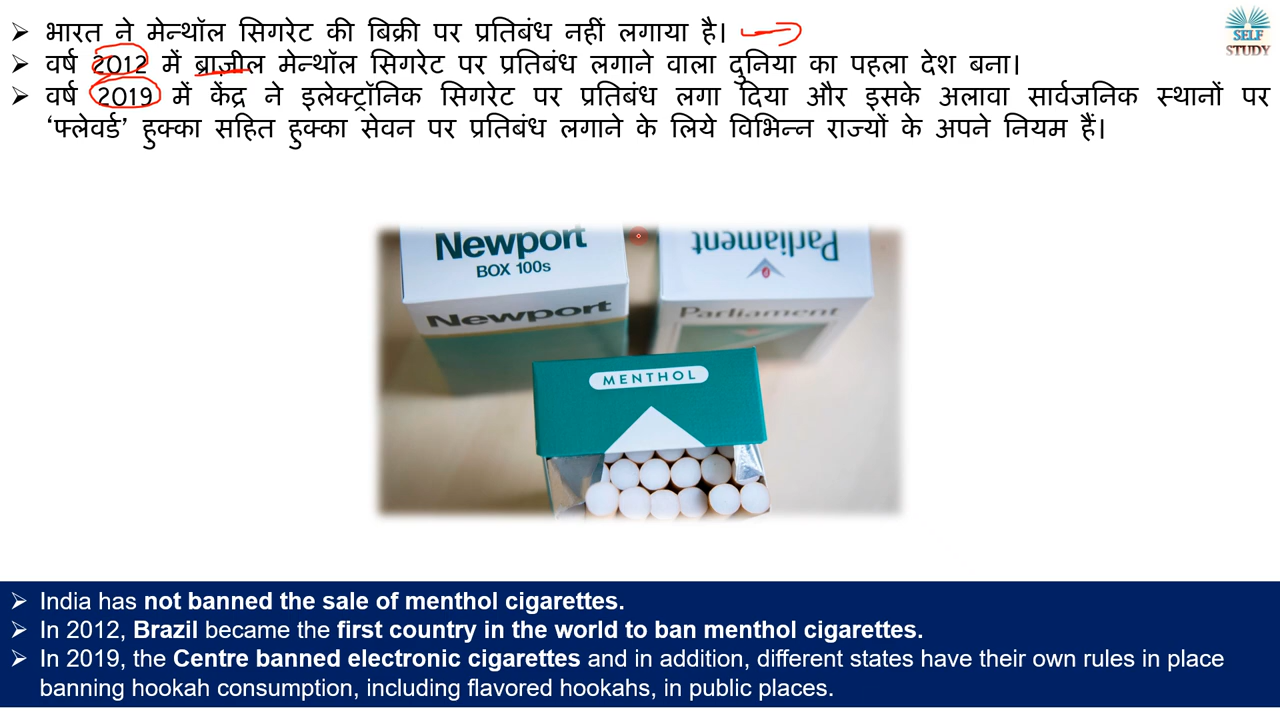 ➢ भारत ने मेन्थॉल सिगरेट की बिक्री पर प्रतिबंध नहीं लगाया है।
➢ वर्ष 2012 में ब्राज़ील मेन्थॉल सिगरेट पर प्रतिबंध लगाने वाला दुनिया का पहला देश बना।
➢ वर्ष 2019 में केंद्र ने इलेक्ट्रॉनिक सिगरेट पर प्रतिबंध लगा दिया और इसके अलावा सार्वजनिक स्थानों पर
‘फ्लेवर्ड’ हुक्का सहित हुक्का सेवन पर प्रतिबंध लगाने के लिये विभिन्न राज्यों के अपने नियम हैं।
SELF
STUDY
Newport
BOX 100s
Newport
Parliament
Parliament
MENTHOL
➢ India has not banned the sale of menthol cigarettes.
➢ In 2012, Brazil became the first country in the world to ban menthol cigarettes.
➢ In 2019, the Centre banned electronic cigarettes and in addition, different states have their own rules in place
banning hookah consumption, including flavored hookahs, in public places.